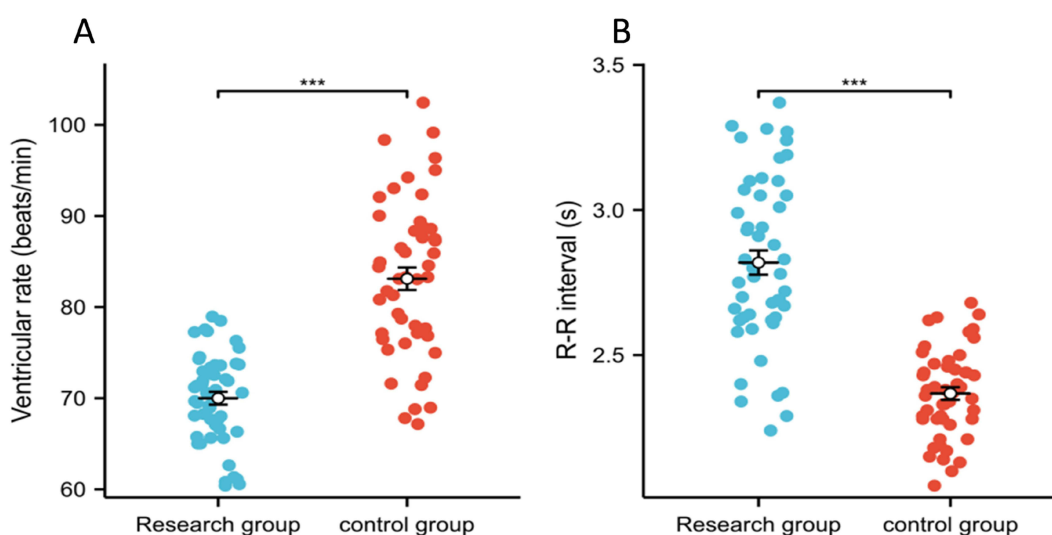 A
***
Ventricular rate (beats/min)
100
90
80
70
60
Research group
control group
B
***
R-R interval (s)
3.5
3.0
2.5
Research group
control group